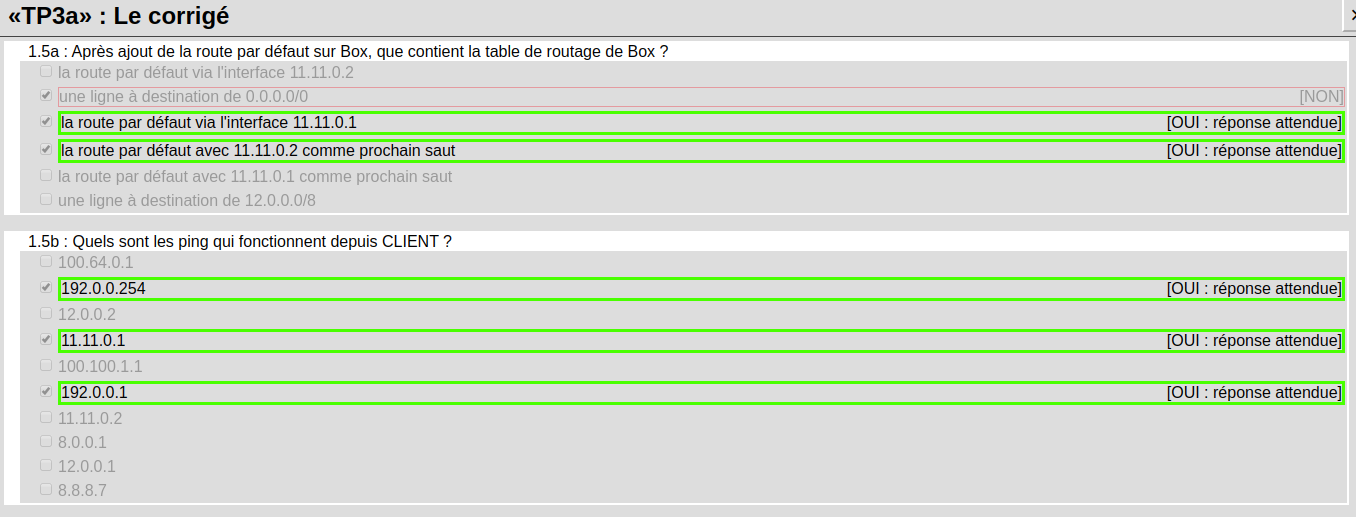 «TP3a» : Le corrigé
1.5a : Après ajout de la route par défaut sur Box, que contient la table de routage de Box ?
la route par défaut via l'interface 11.11.0.2
une ligne à destination de 0.0.0.0/0 [NON]
la route par défaut via l'interface 11.11.0.1 [OUI : réponse attendue]
la route par défaut avec 11.11.0.2 comme prochain saut [OUI : réponse attendue]
la route par défaut avec 11.11.0.1 comme prochain saut
une ligne à destination de 12.0.0.0/8
1.5b : Quels sont les ping qui fonctionnent depuis CLIENT ?
100.64.0.1
192.0.0.254 [OUI : réponse attendue]
12.0.0.2
11.11.0.1 [OUI : réponse attendue]
100.100.1.1
192.0.0.1 [OUI : réponse attendue]
11.11.0.2
8.0.0.1
12.0.0.1
8.8.8.7